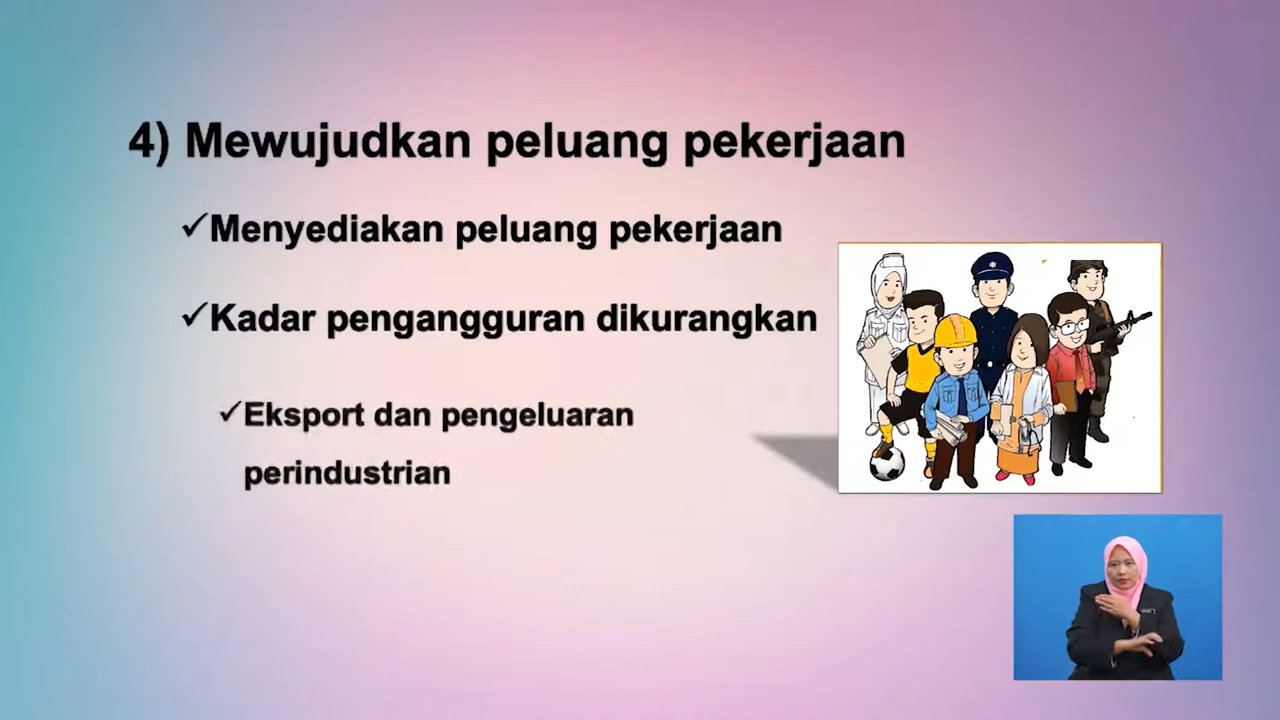 4) Mewujudkan peluang pekerjaan
✓Menyediakan peluang pekerjaan
✓Kadar pengangguran dikurangkan
✓Eksport dan pengeluaran
perindustrian